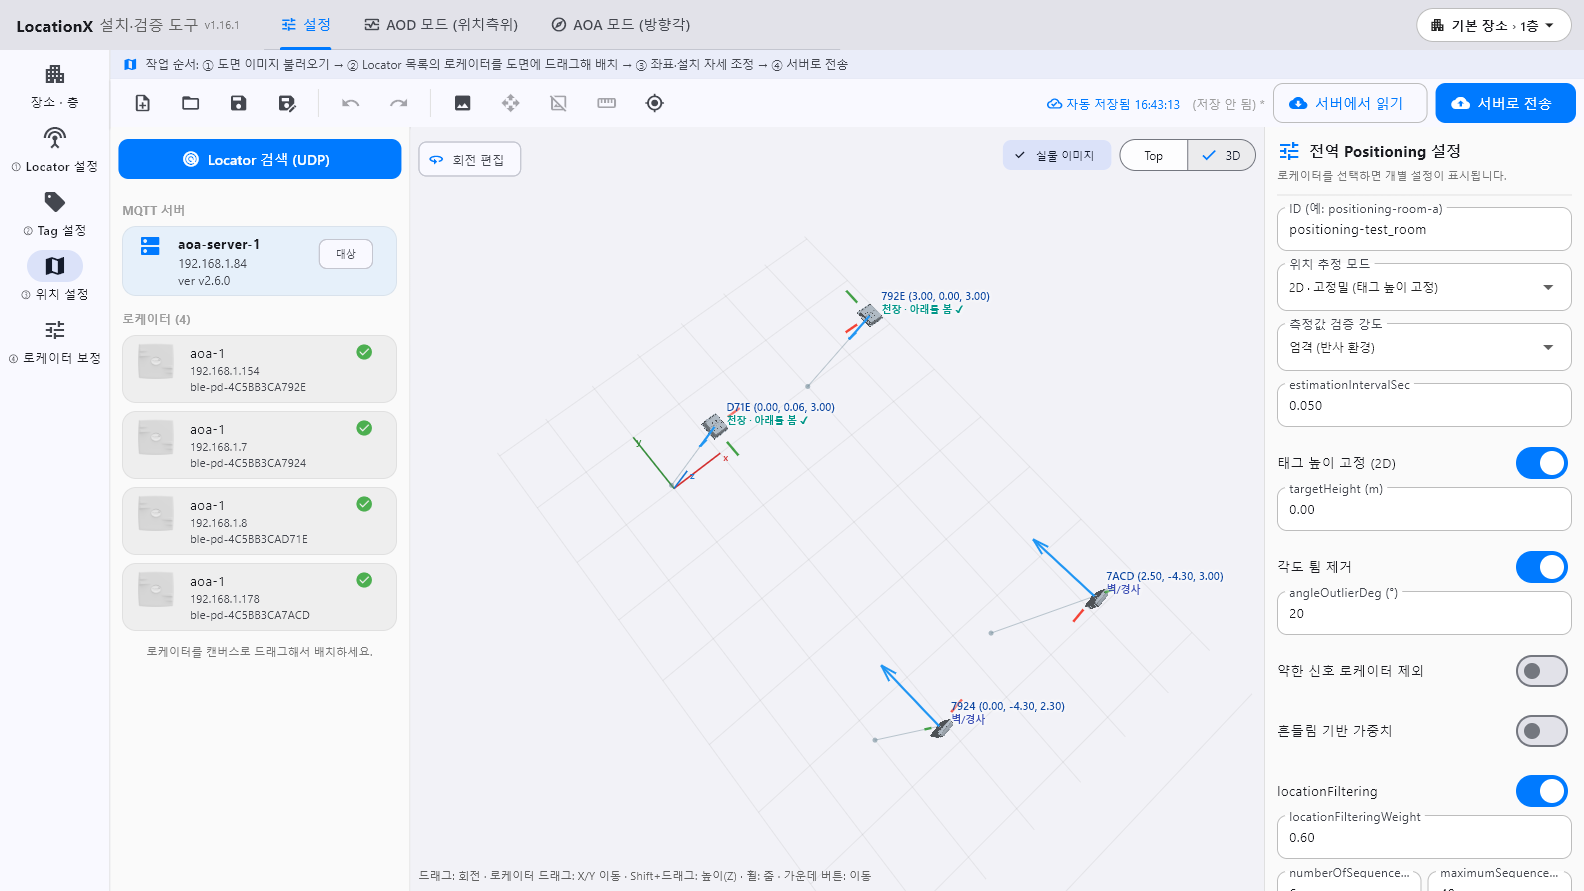 LocationX 설치·검증 도구 v1.16.1
설정
AOD 모드 (위치측위)
AOA 모드 (방향각)
기본 장소 › 1층
장소 · 층
① Locator 설정
② Tag 설정
③ 위치 설정
④ 로케이터 보정
작업 순서: ① 도면 이미지 불러오기 → ② Locator 목록의 로케이터를 도면에 드래그해 배치 → ③ 좌표·설치 자세 조정 → ④ 서버로 전송
자동 저장됨 16:43:13
(저장 안 됨) *
서버에서 읽기
서버로 전송
Locator 검색 (UDP)
MQTT 서버
aoa-server-1
192.168.1.84
ver v2.6.0
대상
로케이터 (4)
aoa-1
192.168.1.154
ble-pd-4C5BB3CA792E
aoa-1
192.168.1.7
ble-pd-4C5BB3CA7924
aoa-1
192.168.1.8
ble-pd-4C5BB3CAD71E
aoa-1
192.168.1.178
ble-pd-4C5BB3CA7ACD
로케이터를 캔버스로 드래그해서 배치하세요.
회전 편집
실물 이미지
Top
3D
792E (3.00, 0.00, 3.00)
천장 · 아래를 봄 ✓
D71E (0.00, 0.06, 3.00)
천장 · 아래를 봄 ✓
y
x
z
7ACD (2.50, -4.30, 3.00)
벽/경사
7924 (0.00, -4.30, 2.30)
벽/경사
드래그: 회전 · 로케이터 드래그: X/Y 이동 · Shift+드래그: 높이(Z) · 휠: 줌 · 가운데 버튼: 이동
전역 Positioning 설정
로케이터를 선택하면 개별 설정이 표시됩니다.
ID (예: positioning-room-a)
positioning-test_room
위치 추정 모드
2D · 고정밀 (태그 높이 고정)
측정값 검증 강도
엄격 (반사 환경)
estimationIntervalSec
0.050
태그 높이 고정 (2D)
targetHeight (m)
0.00
각도 튐 제거
angleOutlierDeg (°)
20
약한 신호 로케이터 제외
흔들림 기반 가중치
locationFiltering
locationFilteringWeight
0.60
numberOfSequence...
maximumSequence...